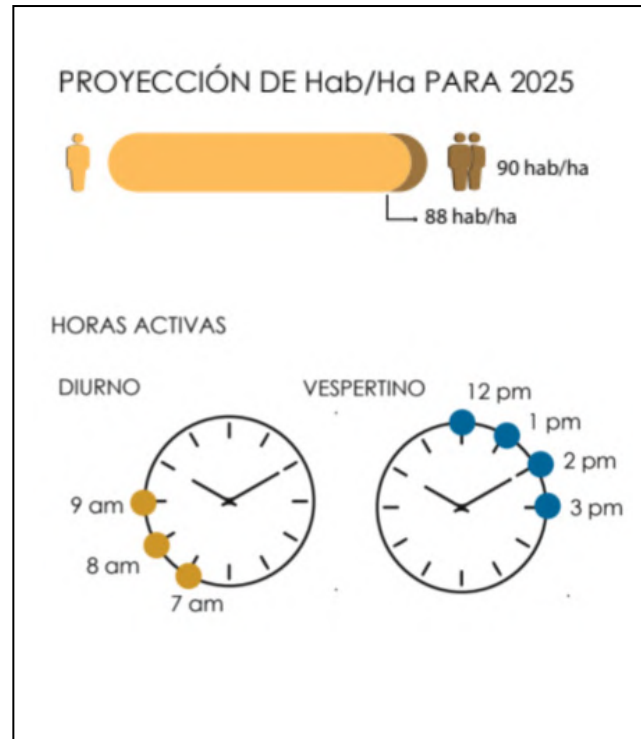 PROYECCIÓN DE Hab/Ha PARA 2025
90 hab/ha
88 hab/ha
HORAS ACTIVAS
DIURNO
9 am
8 am
7 am
VESPERTINO
12 pm
1 pm
2 pm
3 pm